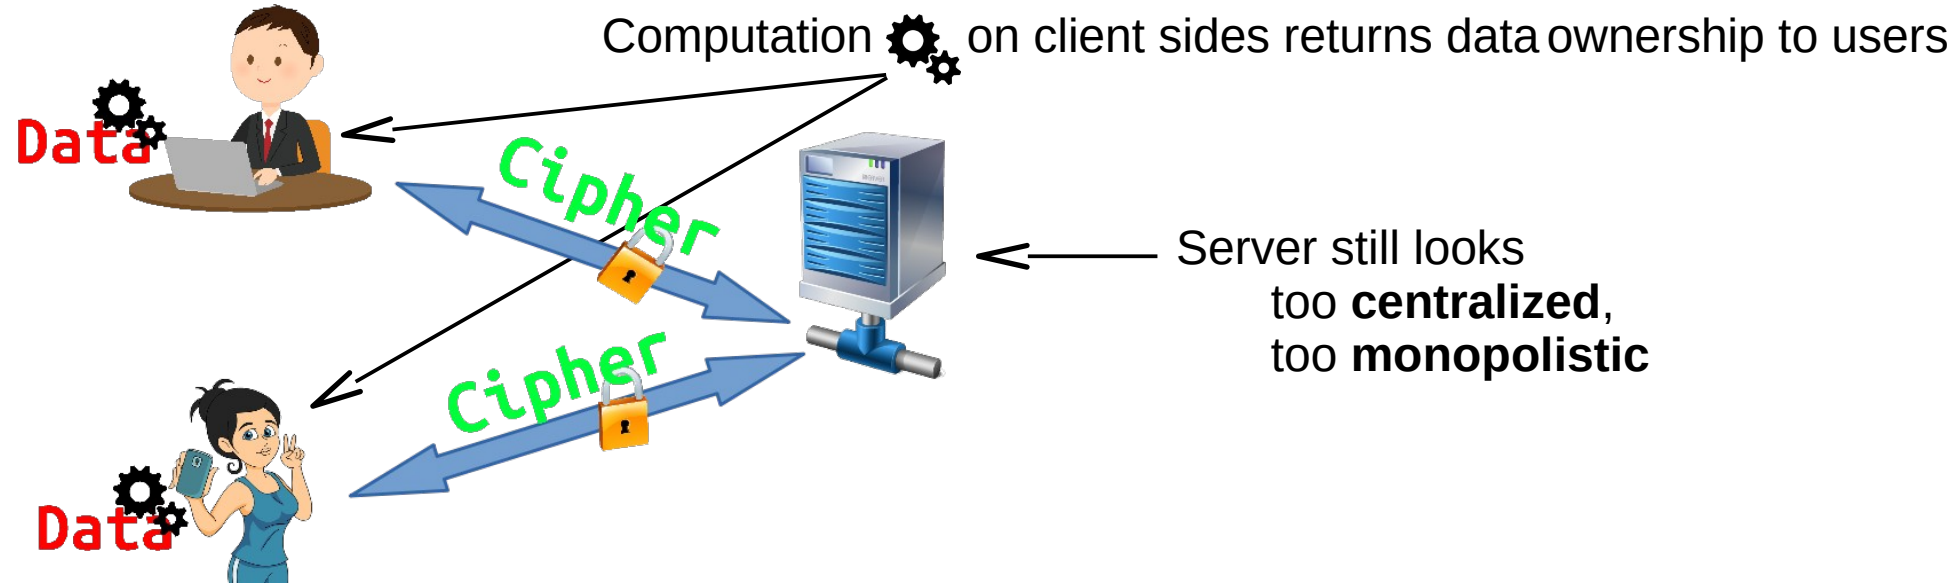 Computation on client sides returns data ownership to users
Data
Cipher
Server still looks
too centralized,
too monopolistic
Cipher
Data